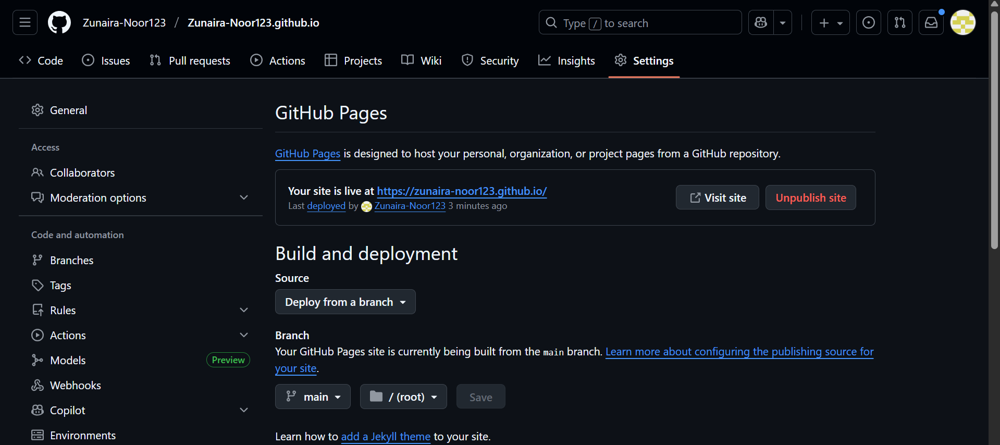 Zunaira-Noor123 / Zunaira-Noor123.github.io
Type / to search
Code
Issues
Pull requests
Actions
Projects
Wiki
Security
Insights
Settings
General
Access
Collaborators
Moderation options
Code and automation
Branches
Tags
Rules
Actions
Models
Preview
Webhooks
Copilot
Environments
GitHub Pages
GitHub Pages is designed to host your personal, organization, or project pages from a GitHub repository.
Your site is live at https://zunaira-noor123.github.io/
Last deployed by Zunaira-Noor123 3 minutes ago
Visit site
Unpublish site
Build and deployment
Source
Deploy from a branch
Branch
Your GitHub Pages site is currently being built from the main branch. Learn more about configuring the publishing source for
your site.
main
/ (root)
Save
Learn how to add a Jekyll theme to your site.